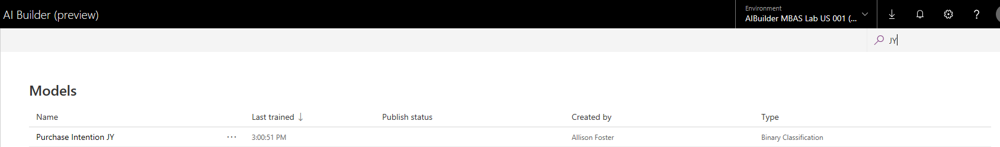 AI Builder (preview)
Environment
AIBuilder MBAS Lab US 001 (...
JY
Models
Name Last trained ↓ Publish status Created by Type
Purchase Intention JY ... 3:00:51 PM Allison Foster Binary Classification